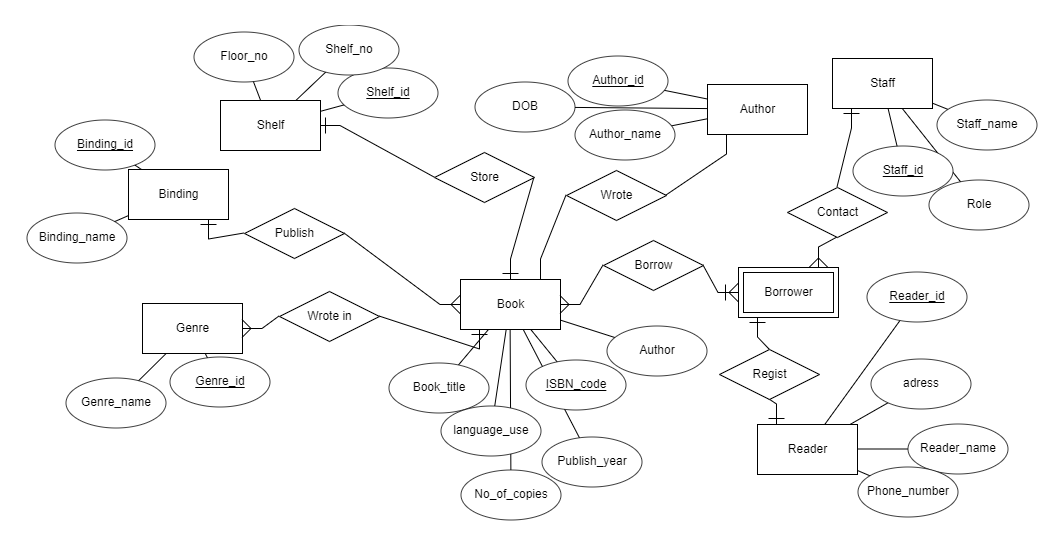 Floor_no
Shelf_no
Shelf_id
Shelf
Author_id
DOB
Author_name
Author
Staff
Staff_name
Staff_id
Role
Binding_id
Binding
Binding_name
Store
Wrote
Contact
Publish
Borrow
Borrower
Book
Reader_id
Genre
Wrote in
Author
Regist
Genre_id
Genre_name
Book_title
ISBN_code
adress
language_use
Publish_year
No_of_copies
Reader
Reader_name
Phone_number